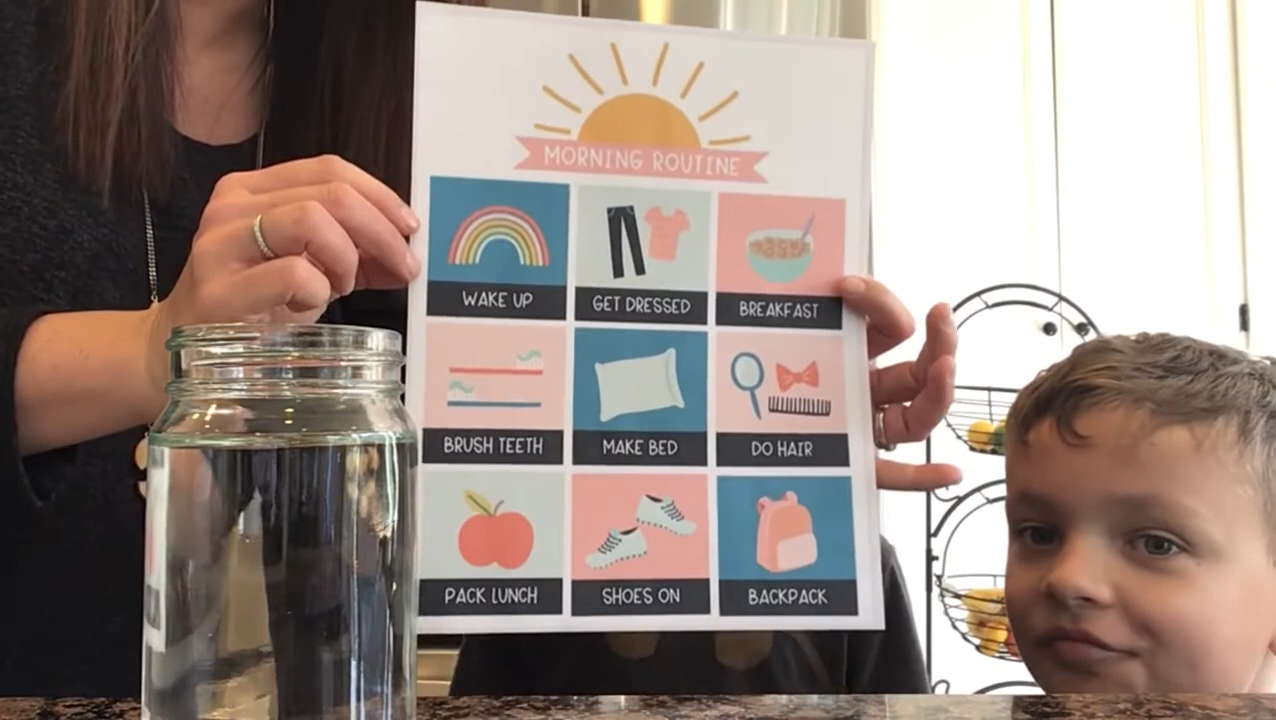 MORNING ROUTINE
WAKE UP
GET DRESSED
BREAKFAST
BRUSH TEETH
MAKE BED
DO HAIR
PACK LUNCH
SHOES ON
BACKPACK